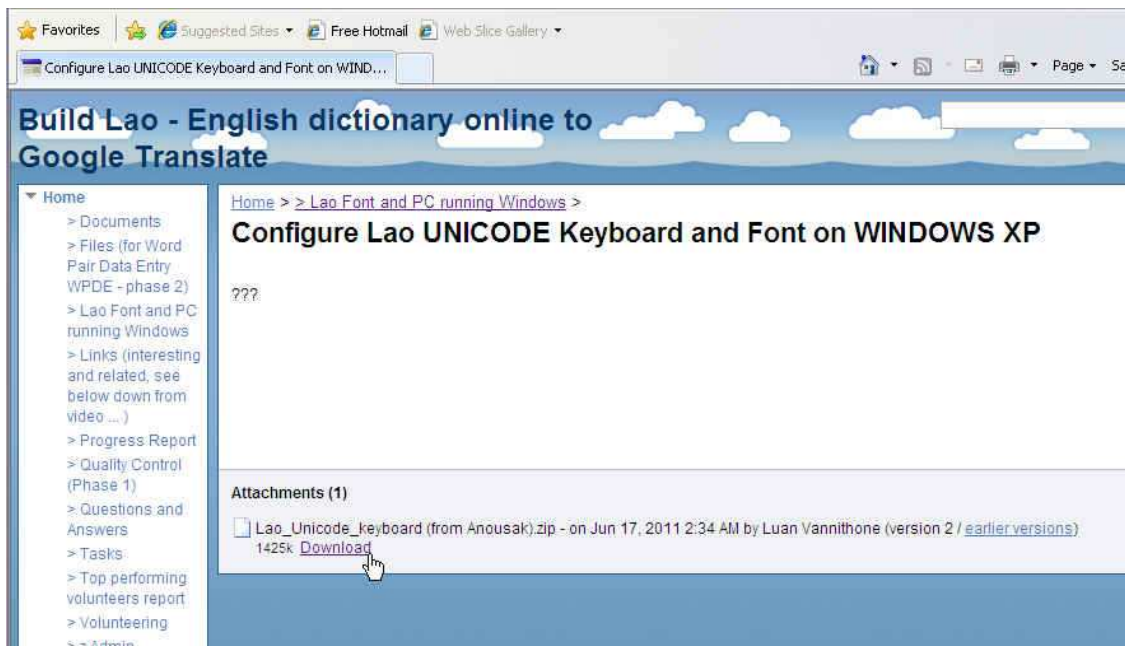 Favorites Suggested Sites Free Hotmail Web Slice Gallery
Configure Lao UNICODE Keyboard and Font on WIND... Page
Build Lao - English dictionary online to
Google Translate
Home
> Documents
> Files (for Word
Pair Data Entry
WPDE - phase 2)
> Lao Font and PC
running Windows
> Links (interesting
and related, see
below down from
video ... )
> Progress Report
> Quality Control
(Phase 1)
> Questions and
Answers
> Tasks
> Top performing
volunteers report
> Volunteering
Home > > Lao Font and PC running Windows >
Configure Lao UNICODE Keyboard and Font on WINDOWS XP
???
Attachments (1)
Lao_Unicode_keyboard (from Anousak).zip - on Jun 17, 2011 2:34 AM by Luan Vannithone (version 2 / earlier versions)
1425k Download